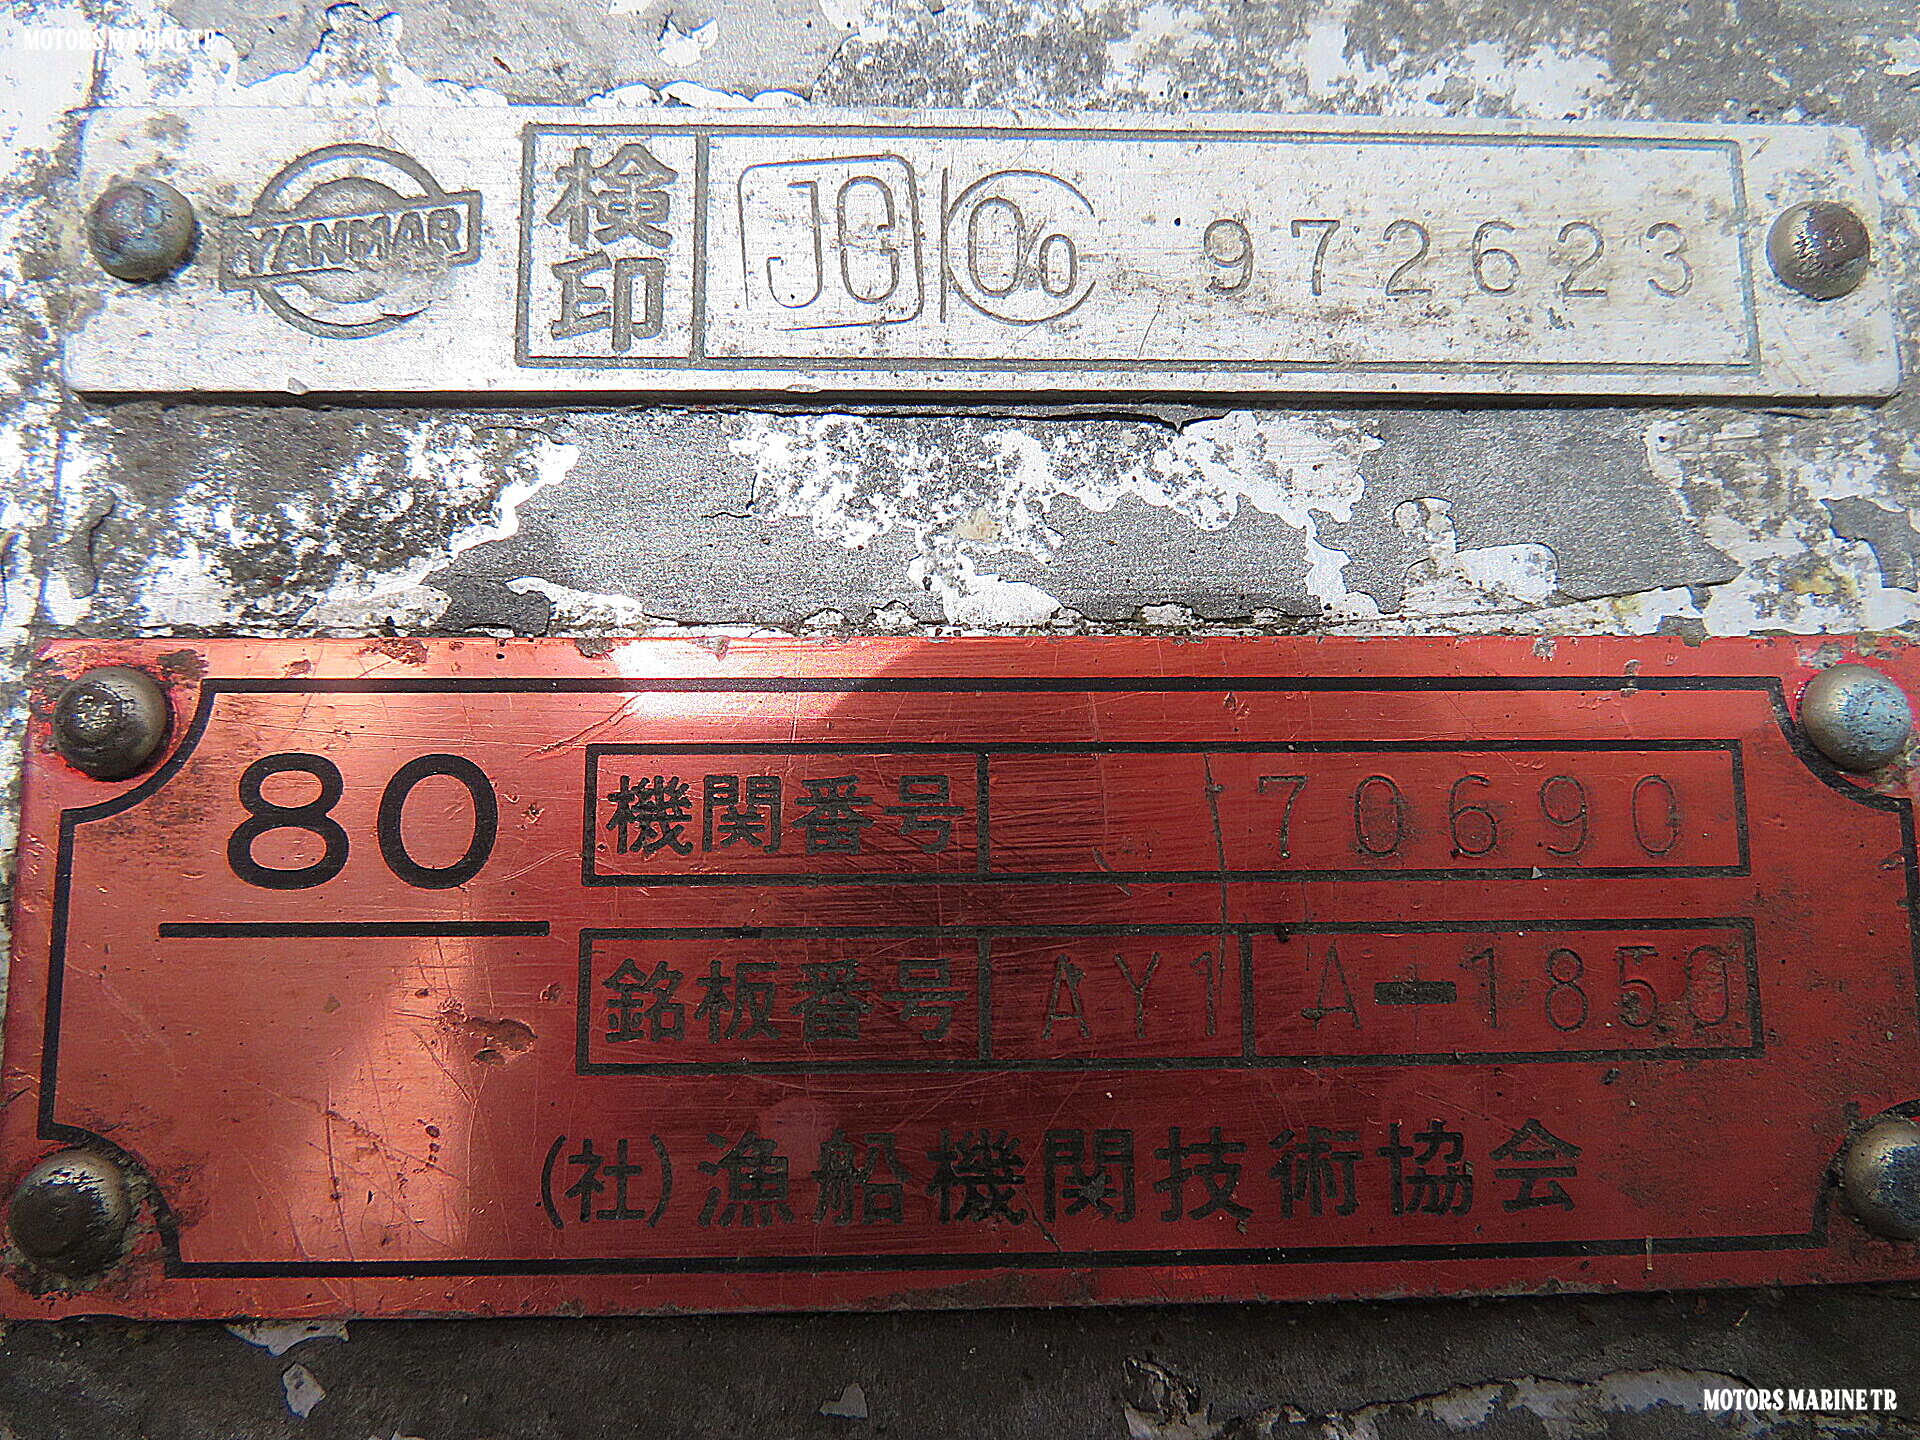 MOTORS MARINE TR
YANMAR 検印 JG 972623
80
機関番号 70690
銘板番号 AY1 A-1850
(社)漁船機関技術協会
MOTORS MARINE TR